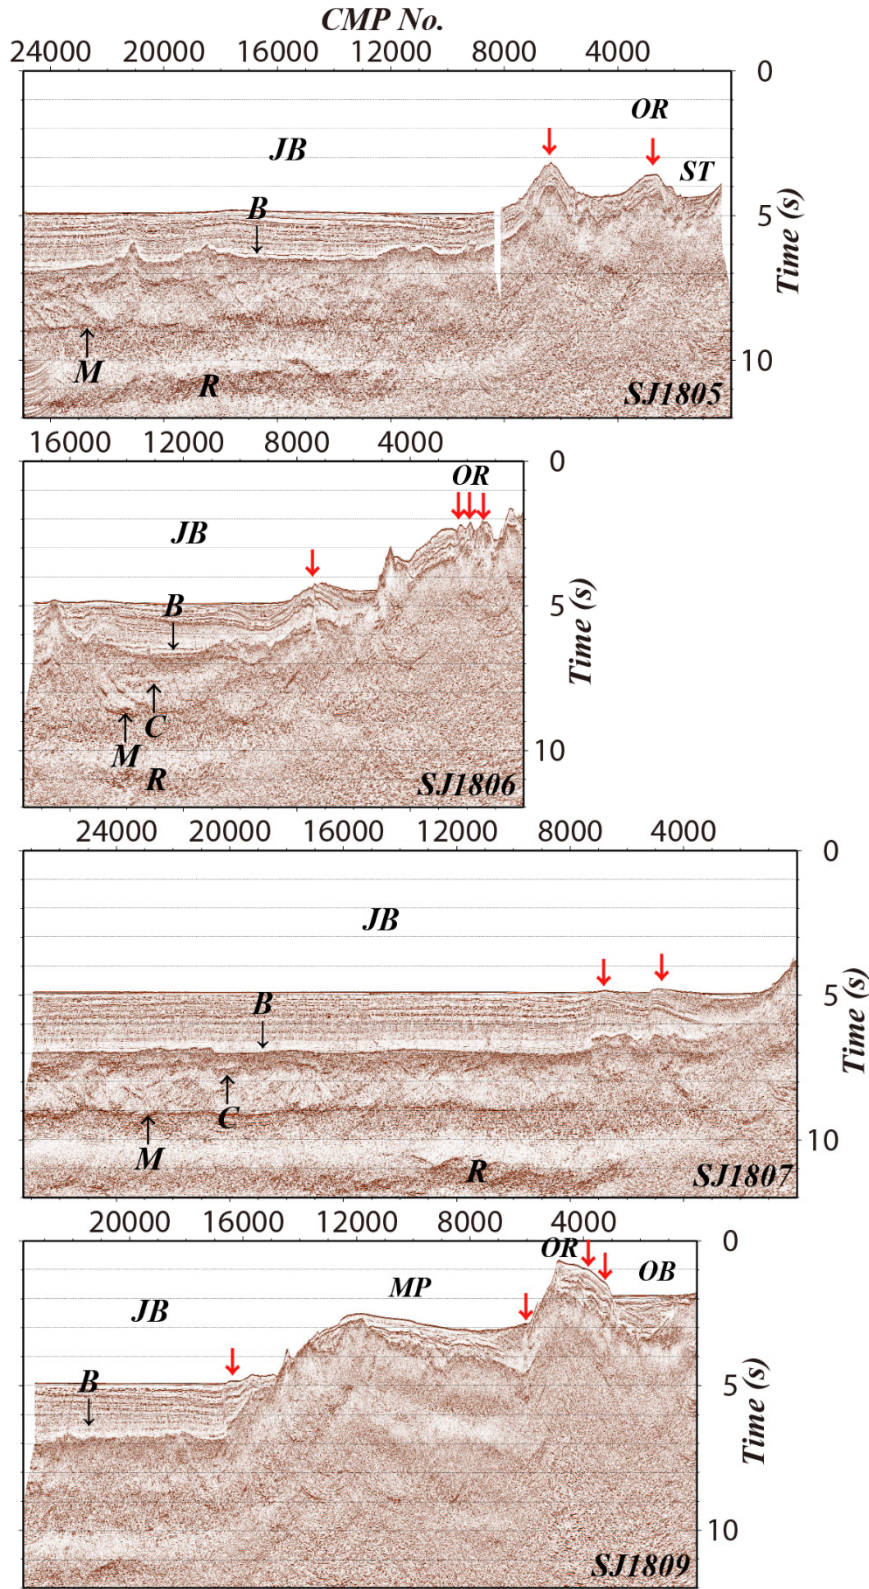 CMP No.
24000 20000 16000 12000 8000 4000
0
OR
JB
ST
B
5
Time (s)
M
R
10
SJ1805
16000 12000 8000 4000
0
OR
JB
B
5
Time (s)
C
M
R
10
SJ1806
24000 20000 16000 12000 8000 4000
0
JB
B
5
Time (s)
C
M
R
10
SJ1807
20000 16000 12000 8000 4000
0
OR
MP
OB
JB
B
5
Time (s)
10
SJ1809